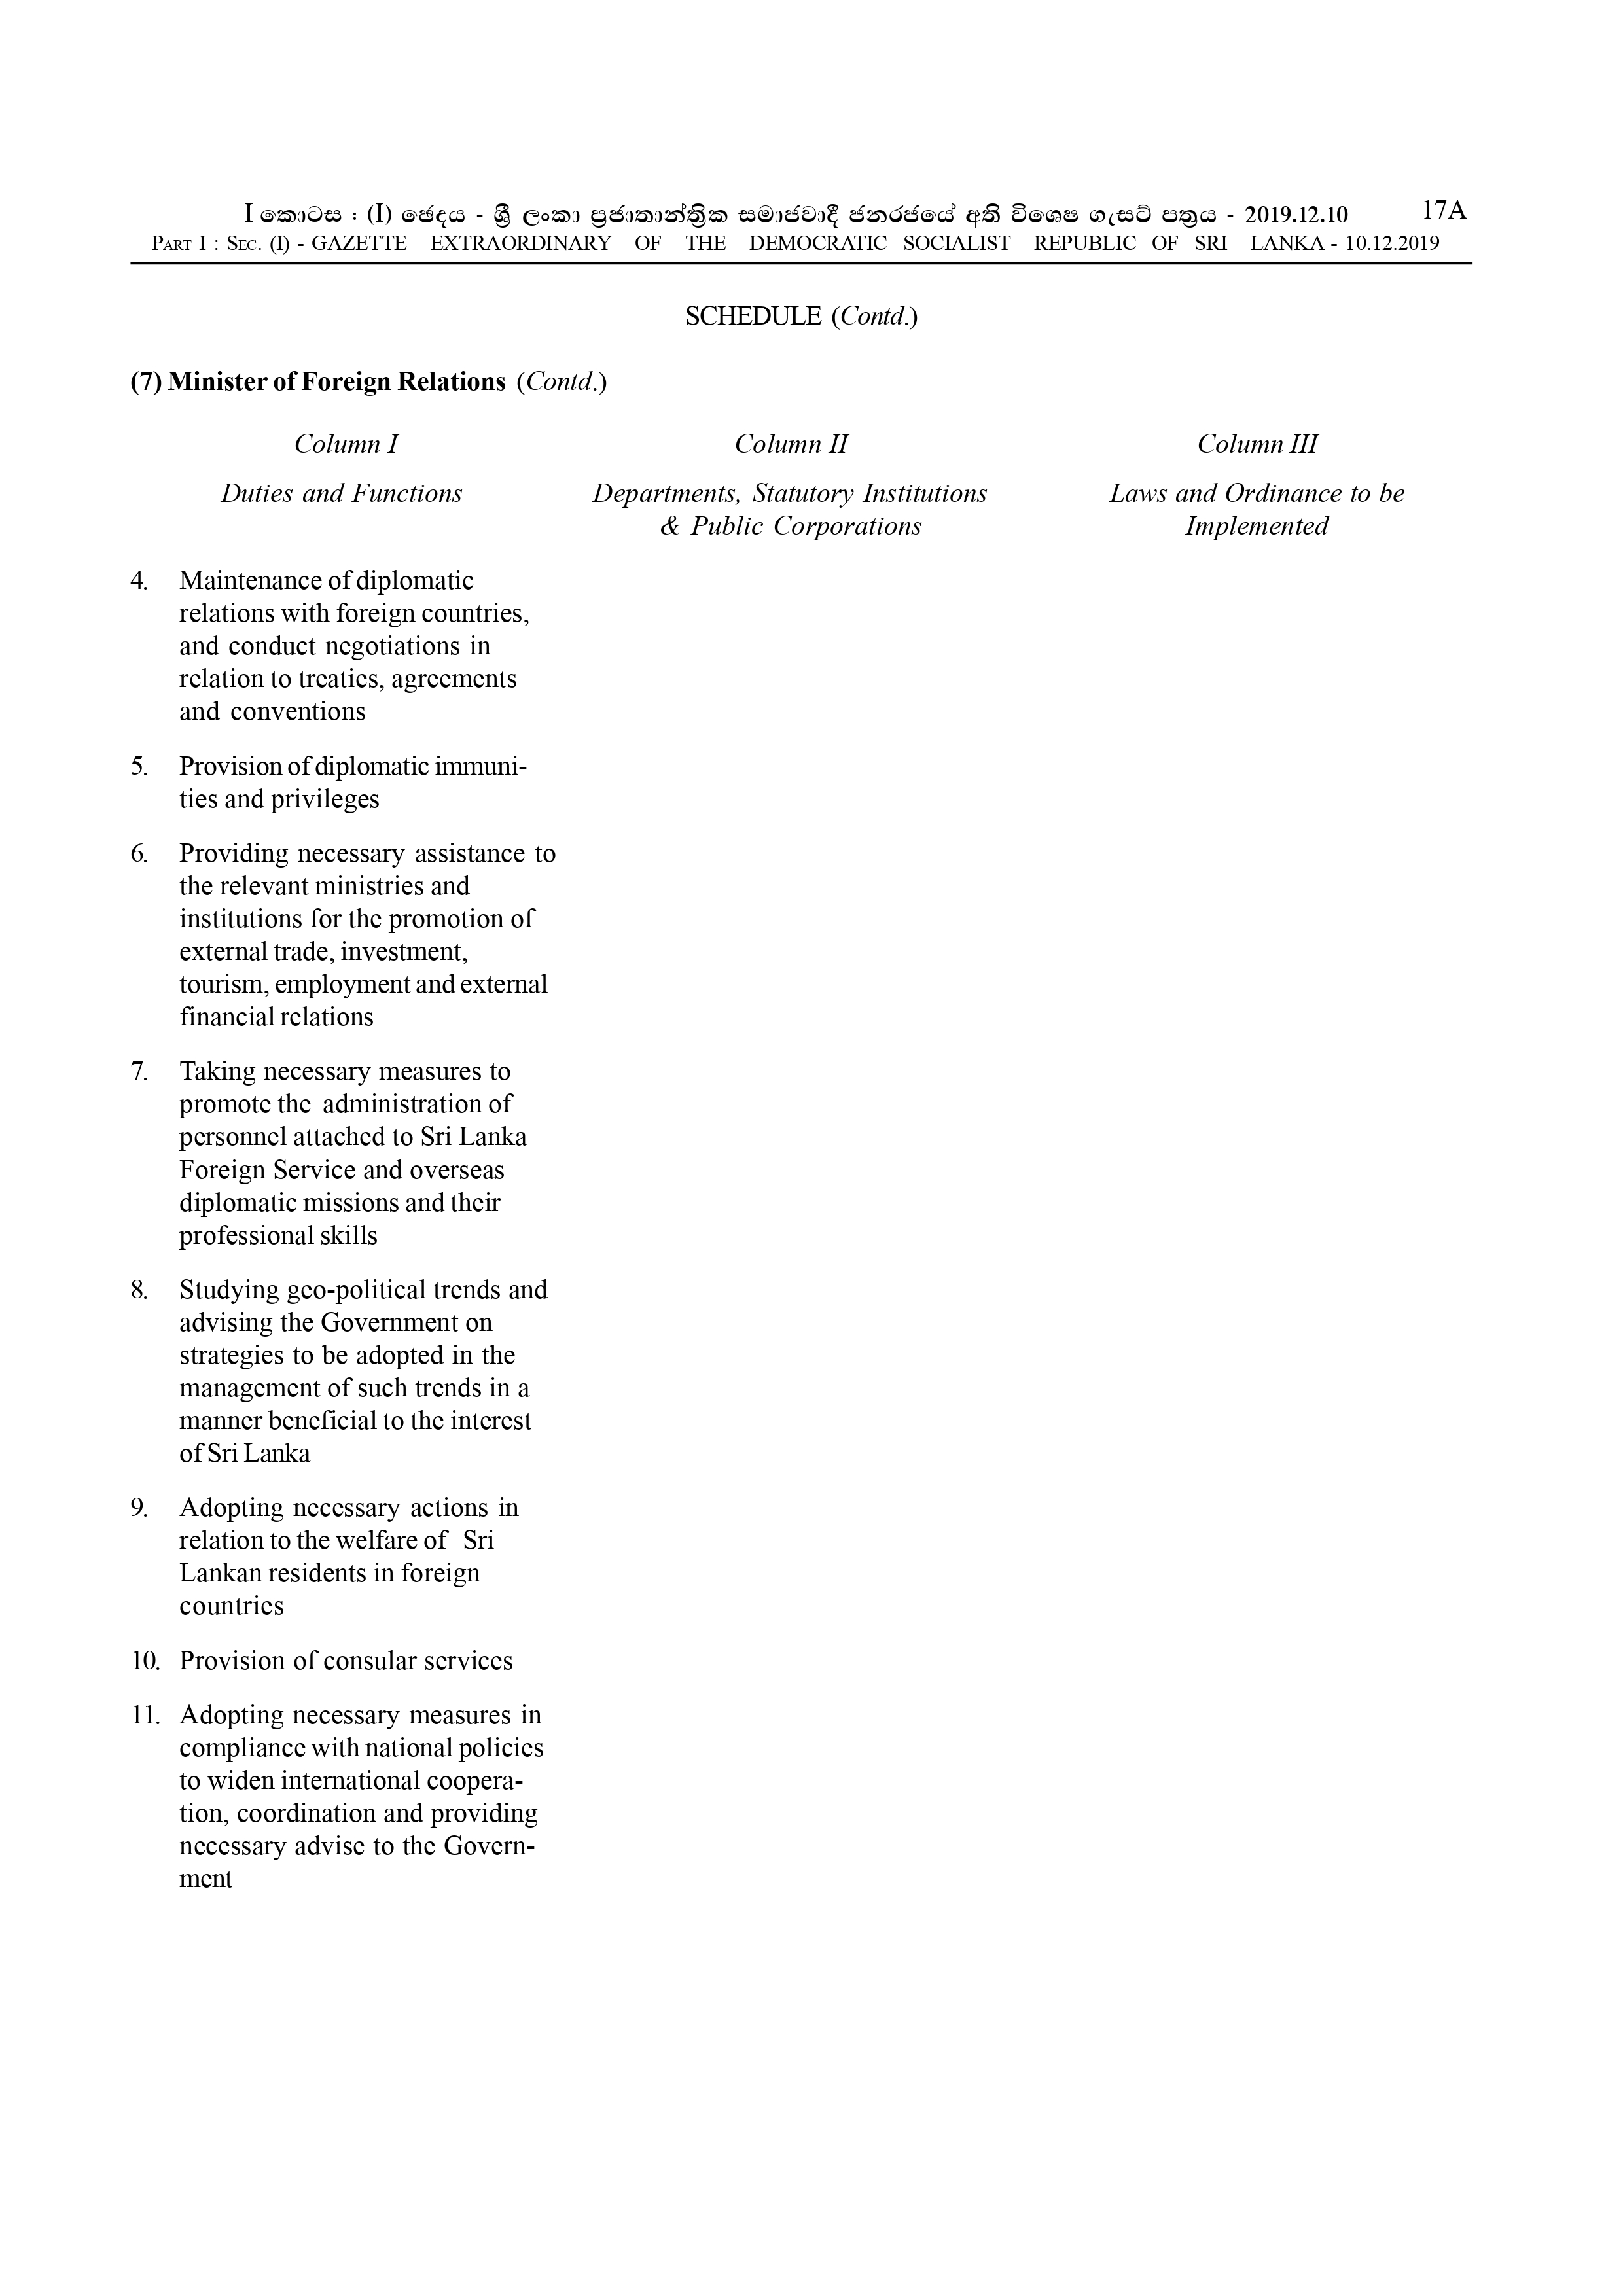 I කොටස : (I) ඡෙදය - ශ්‍රී ලංකා ප්‍රජාතාන්ත්‍රික සමාජවාදී ජනරජයේ අති විශෙෂ ගැසට් පත්‍රය - 2019.12.10 17A
PART I : SEC. (I) - GAZETTE EXTRAORDINARY OF THE DEMOCRATIC SOCIALIST REPUBLIC OF SRI LANKA - 10.12.2019
SCHEDULE (Contd.)
(7) Minister of Foreign Relations (Contd.)
Column I Column II Column III
Duties and Functions Departments, Statutory Institutions Laws and Ordinance to be
& Public Corporations Implemented
4. Maintenance of diplomatic
relations with foreign countries,
and conduct negotiations in
relation to treaties, agreements
and conventions
5. Provision of diplomatic immuni-
ties and privileges
6. Providing necessary assistance to
the relevant ministries and
institutions for the promotion of
external trade, investment,
tourism, employment and external
financial relations
7. Taking necessary measures to
promote the administration of
personnel attached to Sri Lanka
Foreign Service and overseas
diplomatic missions and their
professional skills
8. Studying geo-political trends and
advising the Government on
strategies to be adopted in the
management of such trends in a
manner beneficial to the interest
of Sri Lanka
9. Adopting necessary actions in
relation to the welfare of Sri
Lankan residents in foreign
countries
10. Provision of consular services
11. Adopting necessary measures in
compliance with national policies
to widen international coopera-
tion, coordination and providing
necessary advise to the Govern-
ment